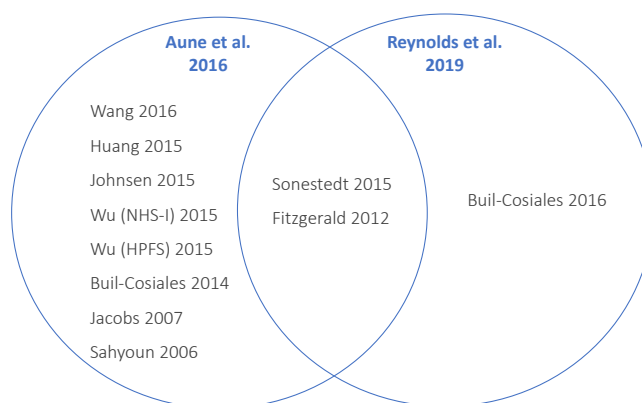 Aune et al.
2016
Reynolds et al.
2019
Wang 2016
Huang 2015
Johnsen 2015
Wu (NHS-I) 2015
Wu (HPFS) 2015
Buil-Cosiales 2014
Jacobs 2007
Sahyoun 2006
Sonestedt 2015
Fitzgerald 2012
Buil-Cosiales 2016